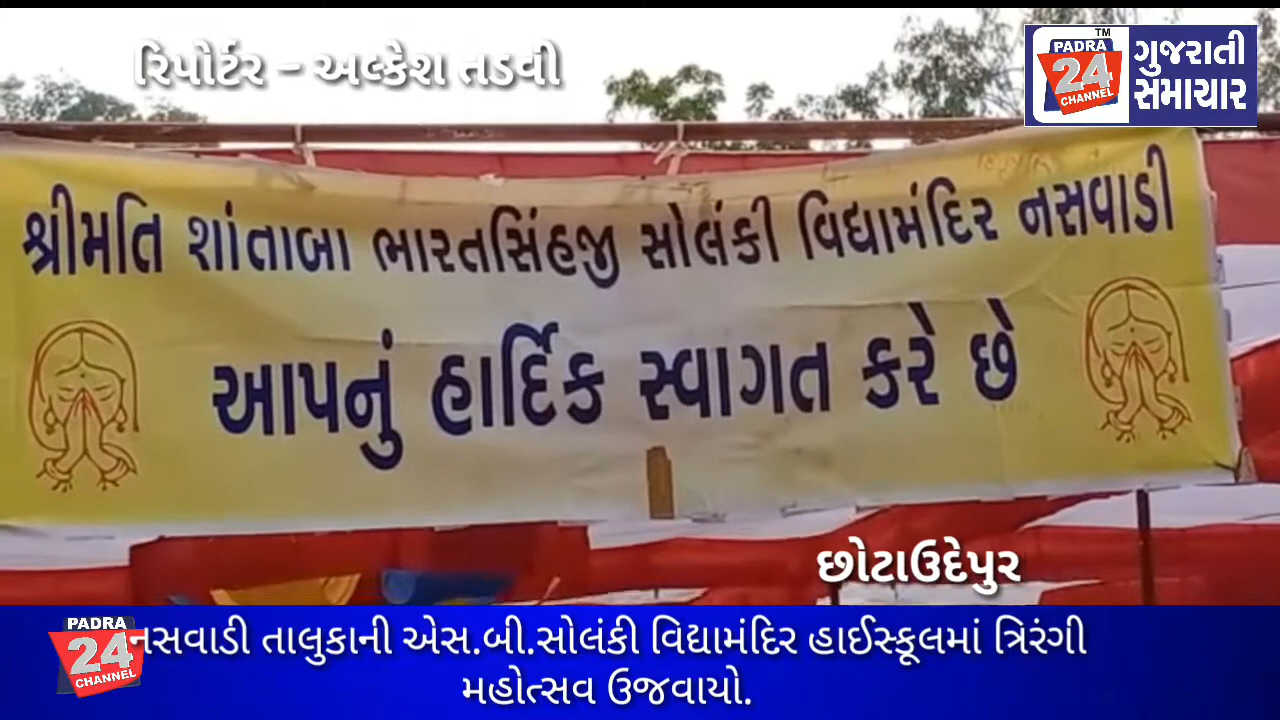 રિપોર્ટર - અલ્કેશ તડવી
PADRA
TM
24
CHANNEL
ગુજરાતી
સમાચાર
શ્રીમતિ શાંતાબા ભારતસિંહજી સોલંકી વિદ્યામંદિર નસવાડી
આપનું હાર્દિક સ્વાગત કરે છે
છોટાઉદેપુર
PADRA
24
CHANNEL
નસવાડી તાલુકાની એસ.બી.સોલંકી વિદ્યામંદિર હાઈસ્કૂલમાં ત્રિરંગી
મહોત્સવ ઉજવાયો.